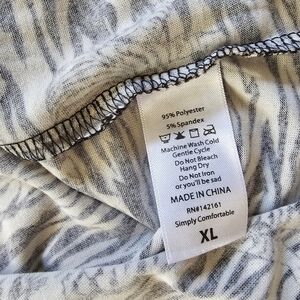 95% Polyester
5% Spandex
Machine Wash Cold
Gentle Cycle
Do Not Bleach
Hang Dry
Do Not Iron
or you'll be sad
MADE IN CHINA
RN#142161
Simply Comfortable
XL